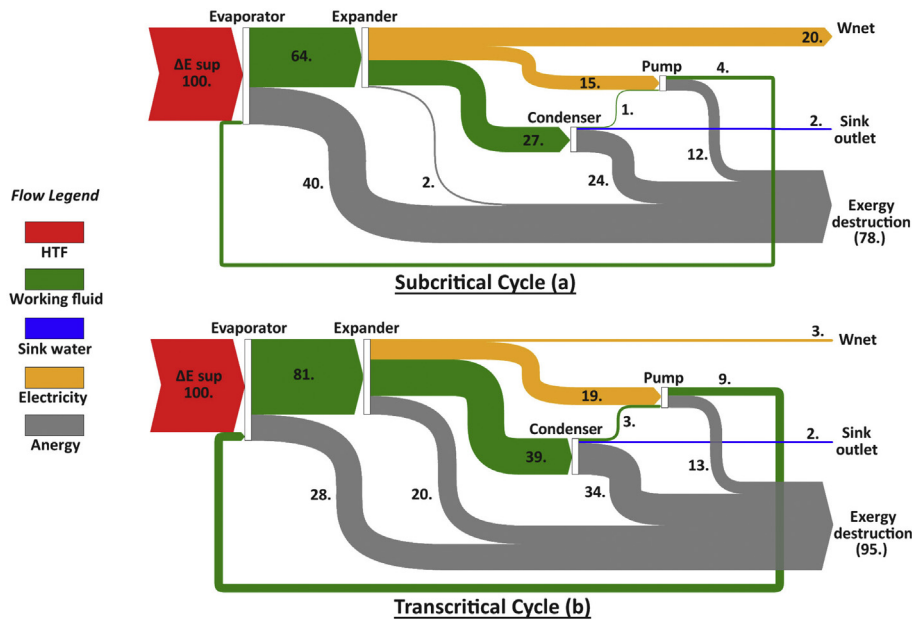 Evaporator Expander
Wnet
20.
ΔE sup
100.
64.
Pump
4.
15.
Condenser
1.
2.
Sink
outlet
27.
12.
40.
2.
24.
Exergy
destruction
(78.)
Subcritical Cycle (a)
Flow Legend
HTF
Working fluid
Sink water
Electricity
Anergy
Evaporator Expander
3.
Wnet
ΔE sup
100.
81.
Pump
9.
19.
Condenser
3.
2.
Sink
outlet
39.
13.
28.
20.
34.
Exergy
destruction
(95.)
Transcritical Cycle (b)